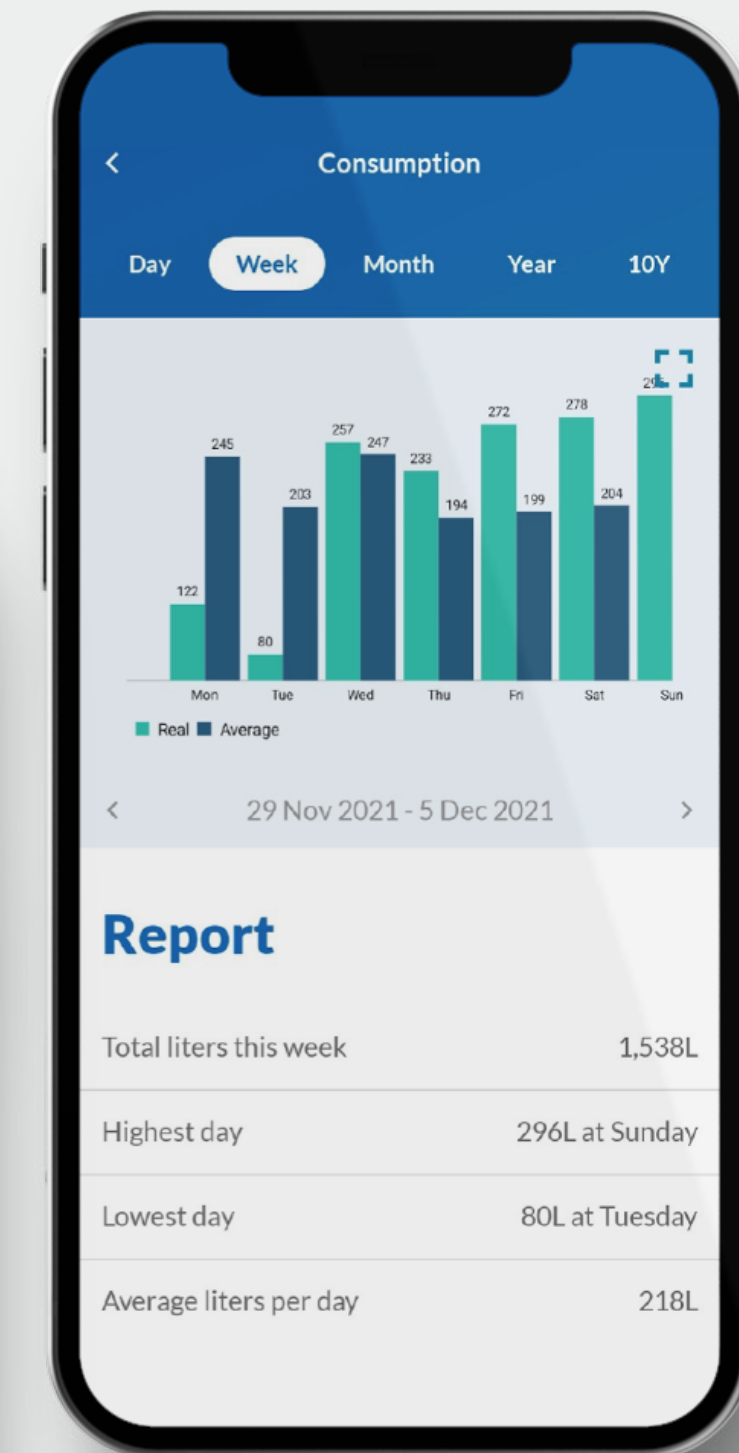 Consumption
Day Week Month Year 10Y
245
203
257
247
233
194
272
199
278
204
122
80
Mon Tue Wed Thu Fri Sat Sun
Real Average
29 Nov 2021 - 5 Dec 2021
Report
Total liters this week 1,538L
Highest day 296L at Sunday
Lowest day 80L at Tuesday
Average liters per day 218L